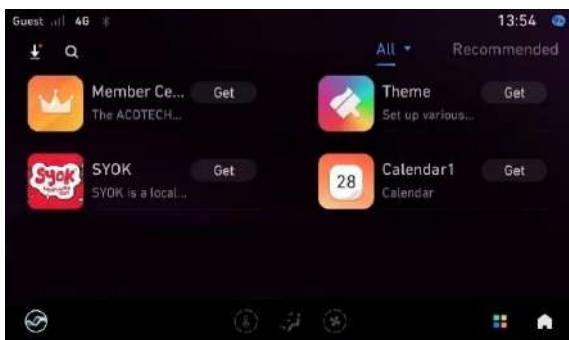 Guest 4G 13:54
All Recommended
Member Ce... Get
The ACOTECH...
Theme Get
Set up various...
SYOK Get
SYOK is a local...
Calendar1 Get
Calendar
Syok
28